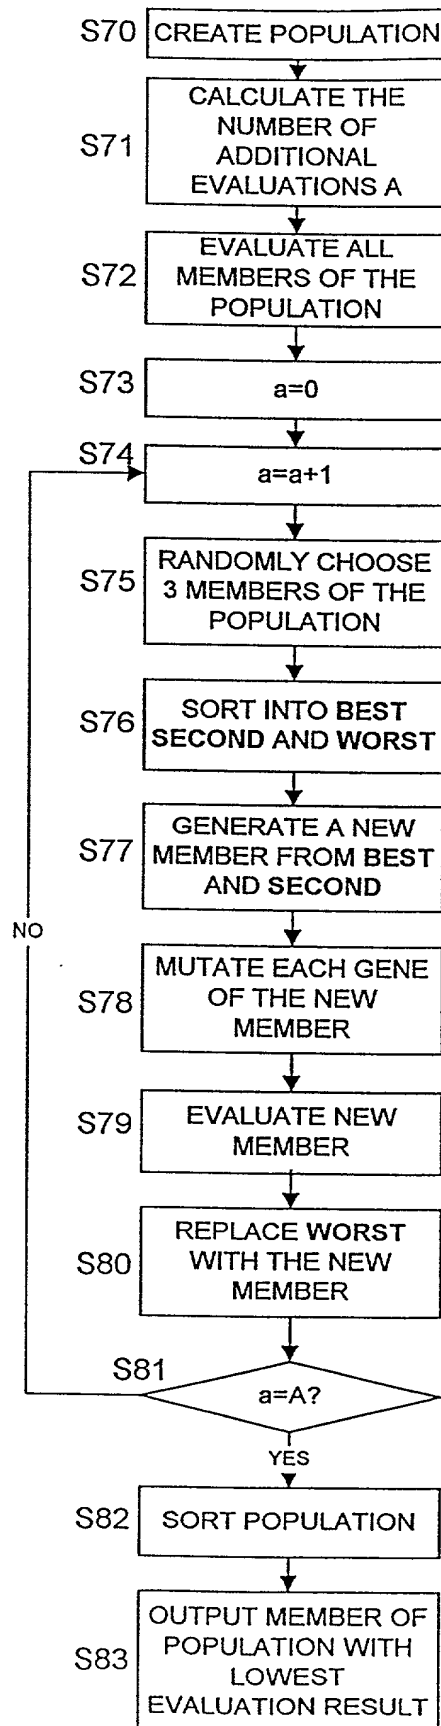 S70
CREATE POPULATION
S71
CALCULATE THE
NUMBER OF
ADDITIONAL
EVALUATIONS A
S72
EVALUATE ALL
MEMBERS OF THE
POPULATION
S73
a=0
S74
a=a+1
S75
RANDOMLY CHOOSE
3 MEMBERS OF THE
POPULATION
S76
SORT INTO BEST
SECOND AND WORST
S77
GENERATE A NEW
MEMBER FROM BEST
AND SECOND
NO
S78
MUTATE EACH GENE
OF THE NEW
MEMBER
S79
EVALUATE NEW
MEMBER
S80
REPLACE WORST
WITH THE NEW
MEMBER
S81
a=A?
YES
S82
SORT POPULATION
S83
OUTPUT MEMBER OF
POPULATION WITH
LOWEST
EVALUATION RESULT